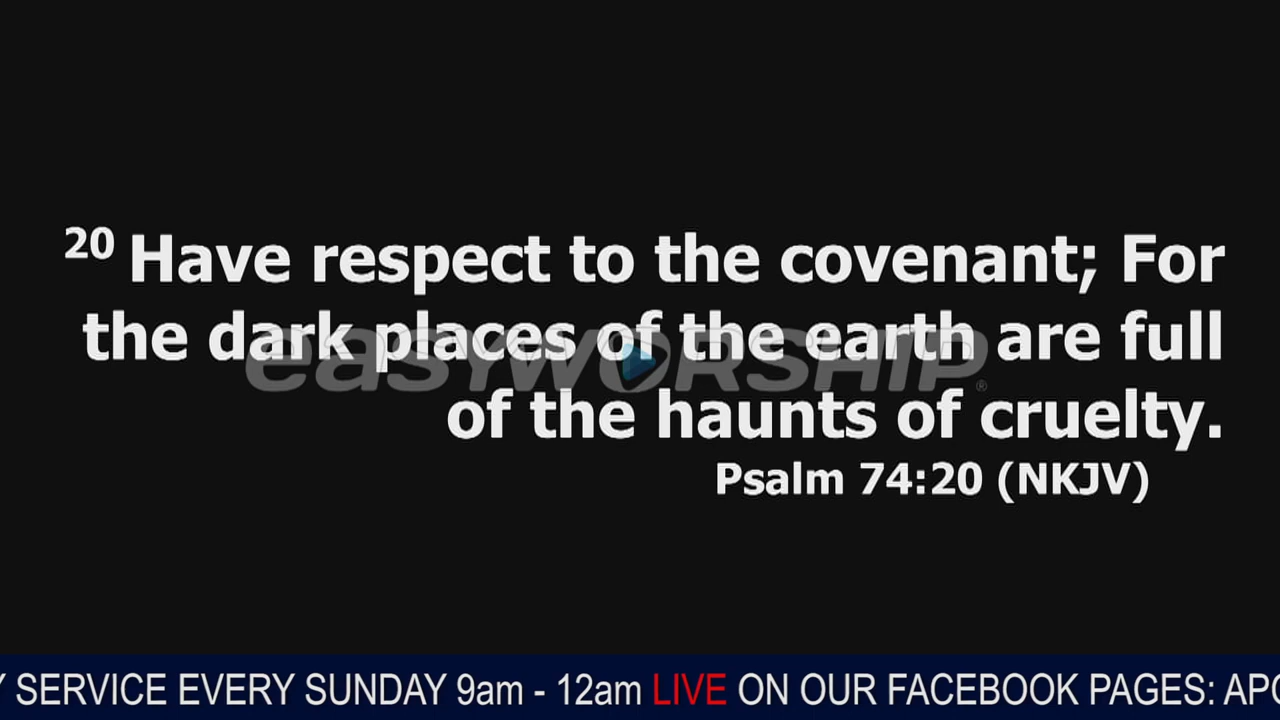 20 Have respect to the covenant; For
the dark places of the earth are full
easyWORSHIP®
of the haunts of cruelty.
Psalm 74:20 (NKJV)
SERVICE EVERY SUNDAY 9am - 12am LIVE ON OUR FACEBOOK PAGES: